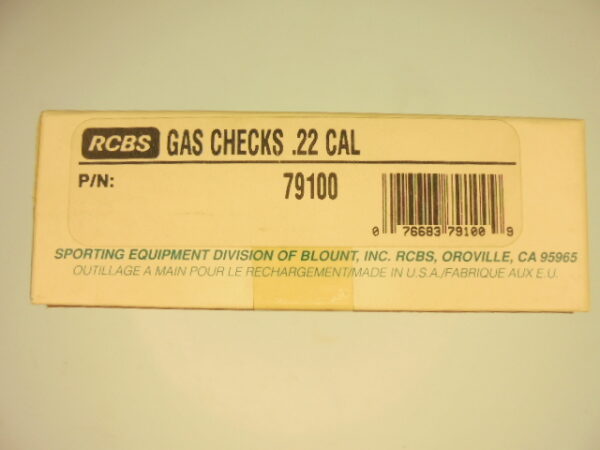 RCBS GAS CHECKS .22 CAL
P/N: 79100
0 76683 79100 9
SPORTING EQUIPMENT DIVISION OF BLOUNT, INC. RCBS, OROVILLE, CA 95965
OUTILLAGE A MAIN POUR LE RECHARGEMENT/MADE IN U.S.A./FABRIQUE AUX E.U.